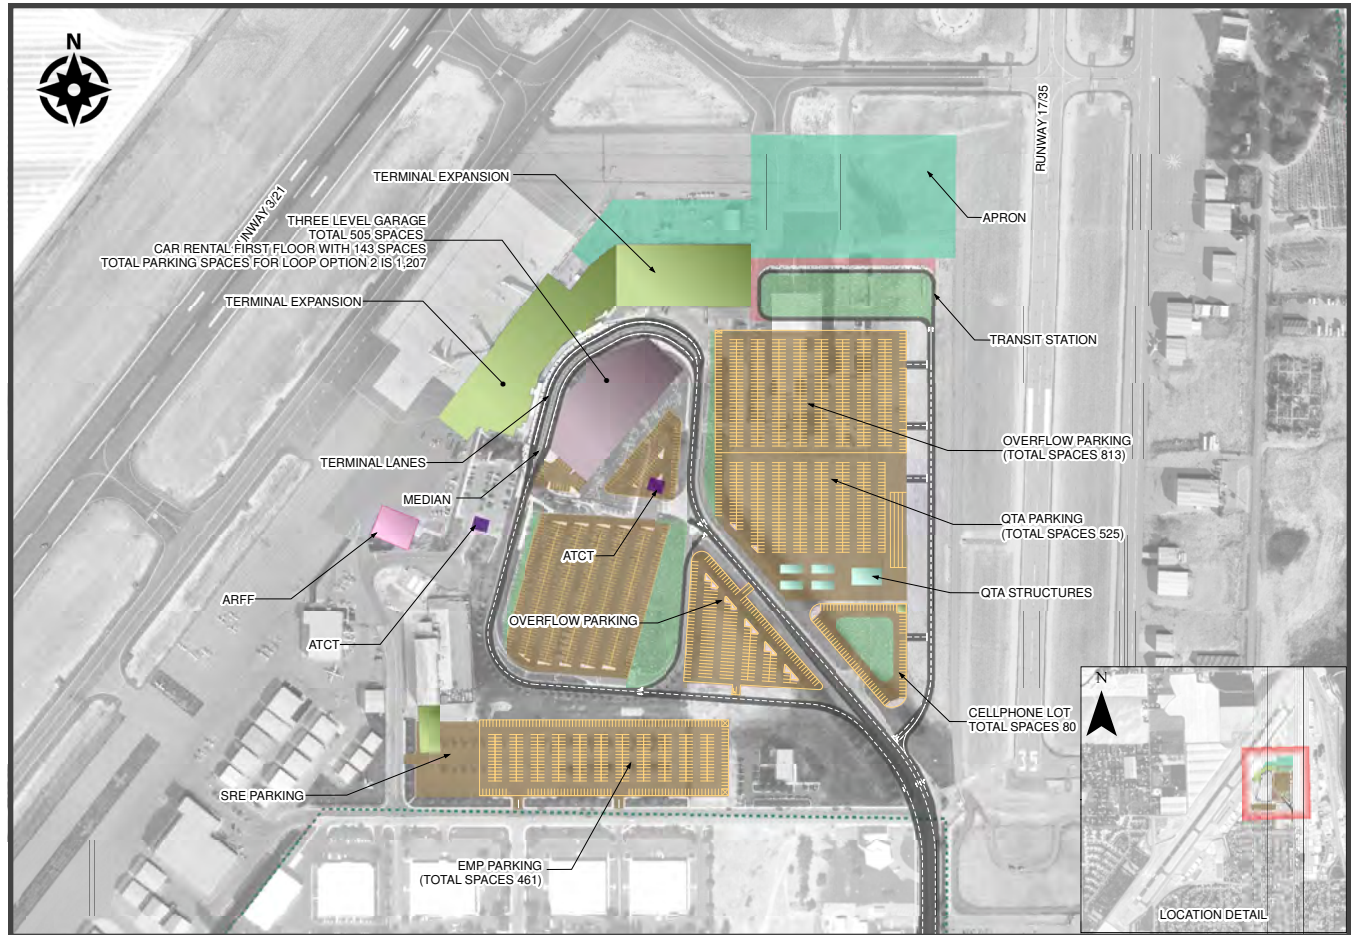 N
RUNWAY 17/35
TERMINAL EXPANSION
NWAY 3/21
THREE LEVEL GARAGE
TOTAL 505 SPACES
CAR RENTAL FIRST FLOOR WITH 143 SPACES
TOTAL PARKING SPACES FOR LOOP OPTION 2 IS 1,207
APRON
TERMINAL EXPANSION
TRANSIT STATION
OVERFLOW PARKING
(TOTAL SPACES 813)
TERMINAL LANES
MEDIAN
QTA PARKING
(TOTAL SPACES 525)
ATCT
QTA STRUCTURES
ARFF
OVERFLOW PARKING
ATCT
CELLPHONE LOT
TOTAL SPACES 80
35
SRE PARKING
EMP PARKING
(TOTAL SPACES 461)
N
LOCATION DETAIL